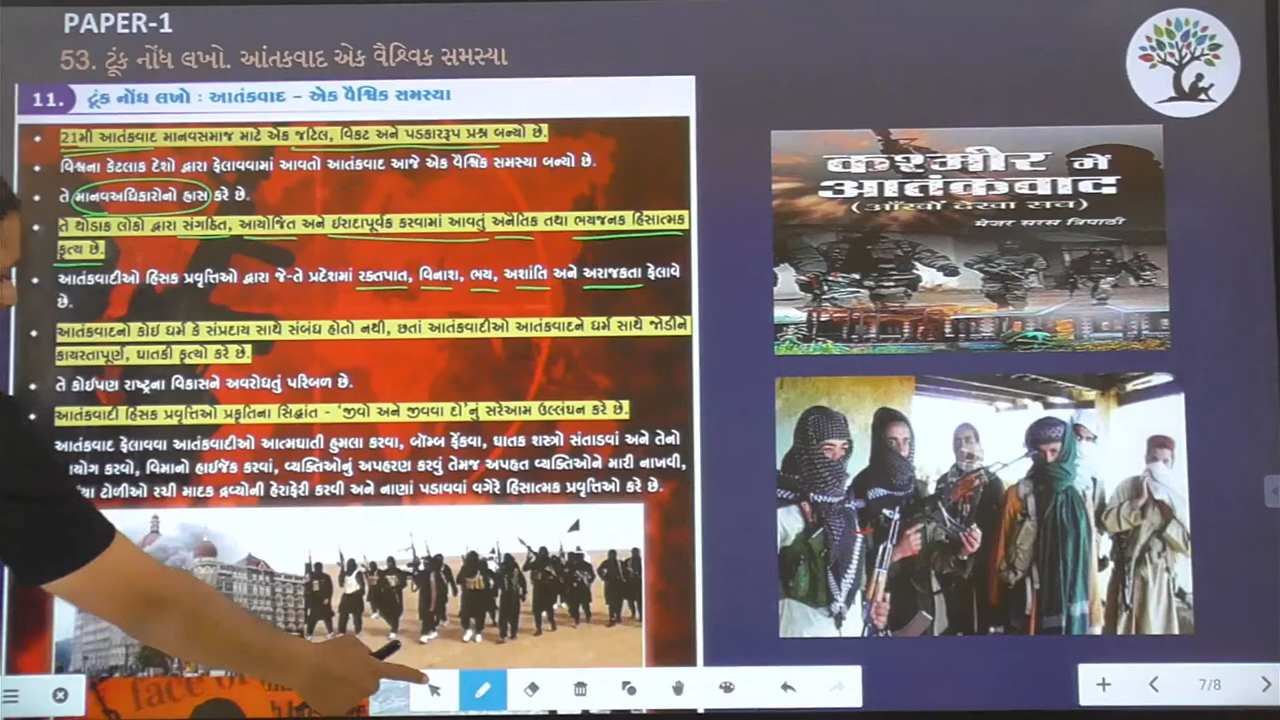 PAPER-1
53. ટૂંક નોંધ લખો. આંતકવાદ એક વૈશ્વિક સમસ્યા
11. ટૂંક નોંધ લખો : આતંકવાદ – એક વૈશ્વિક સમસ્યા
21મી આતંકવાદ માનવસમાજ માટે એક જટિલ, વિકટ અને પડકારરૂપ પ્રશ્ન બન્યો છે.
વિશ્વના કેટલાક દેશો દ્વારા ફેલાવવામાં આવતો આતંકવાદ આજે એક વૈશ્વિક સમસ્યા બન્યો છે.
તે માનવઅધિકારોનો હ્રાસ કરે છે.
તે થોડાક લોકો દ્વારા સંગઠિત, આયોજિત અને ઇરાદાપૂર્વક કરવામાં આવતું અનૈતિક તથા ભયજનક હિંસાત્મક
કૃત્ય છે.
આતંકવાદીઓ હિંસક પ્રવૃત્તિઓ દ્વારા જે-તે પ્રદેશમાં રક્તપાત, વિનાશ, ભય, અશાંતિ અને અરાજકતા ફેલાવે
છે.
આતંકવાદનો કોઈ ધર્મ કે સંપ્રદાય સાથે સંબંધ હોતો નથી, છતાં આતંકવાદીઓ આતંકવાદને ધર્મ સાથે જોડીને
કાયરતાપૂર્ણ, ઘાતકી કૃત્યો કરે છે.
તે કોઈપણ રાષ્ટ્રના વિકાસને અવરોધતું પરિબળ છે.
આતંકવાદી હિંસક પ્રવૃત્તિઓ પ્રકૃતિના સિદ્ધાંત - 'જીવો અને જીવવા દો'નું સરેઆમ ઉલ્લંઘન કરે છે.
આતંકવાદ ફેલાવવા આતંકવાદીઓ આત્મઘાતી હુમલા કરવા, બૉમ્બ ફેંકવા, ઘાતક શસ્ત્રો સંતાડવાં અને તેનો
કરવો, વિમાનો હાઈજેક કરવાં, વ્યક્તિઓનું અપહરણ કરવું તેમજ અપહૃત વ્યક્તિઓને મારી નાખવી,
ટોળીઓ રચી માદક દ્રવ્યોની હેરાફેરી કરવી અને નાણાં પડાવવાં વગેરે હિંસાત્મક પ્રવૃત્તિઓ કરે છે.
face of
कश्मीर में
आतंकवाद
(आँखों देखा सच)
मेजर सरस त्रिपाठी
7/8